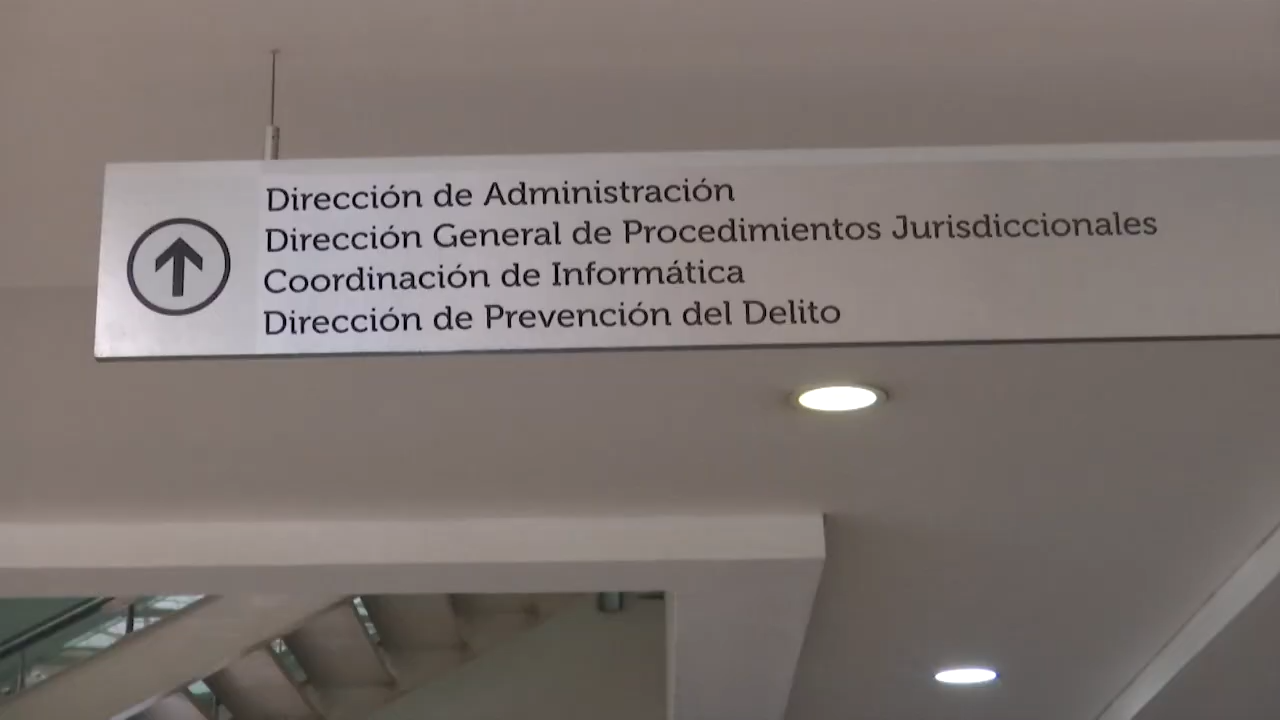 Dirección de Administración
Dirección General de Procedimientos Jurisdiccionales
Coordinación de Informática
Dirección de Prevención del Delito